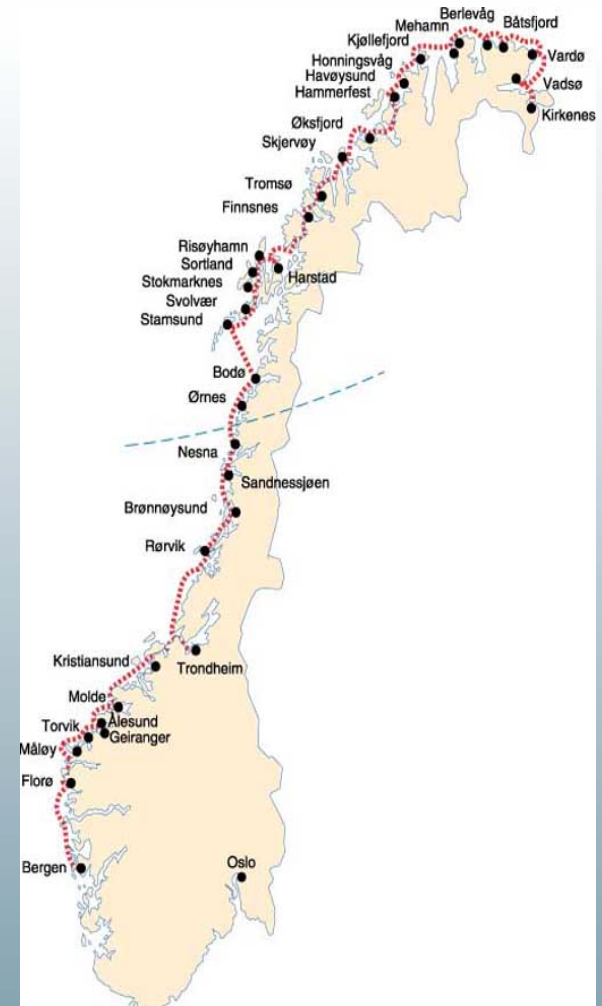 Berlevåg
Mehamn
Båtsfjord
Kjøllefjord
Honningsvåg
Vardø
Havøysund
Vadsø
Hammerfest
Kirkenes
Øksfjord
Skjervøy
Tromsø
Finnsnes
Risøyhamn
Sortland
Harstad
Stokmarknes
Svolvær
Stamsund
Bodø
Ørnes
Nesna
Sandnessjøen
Brønnøysund
Rørvik
Kristiansund
Trondheim
Molde
Ålesund
Torvik
Geiranger
Måløy
Florø
Bergen
Oslo